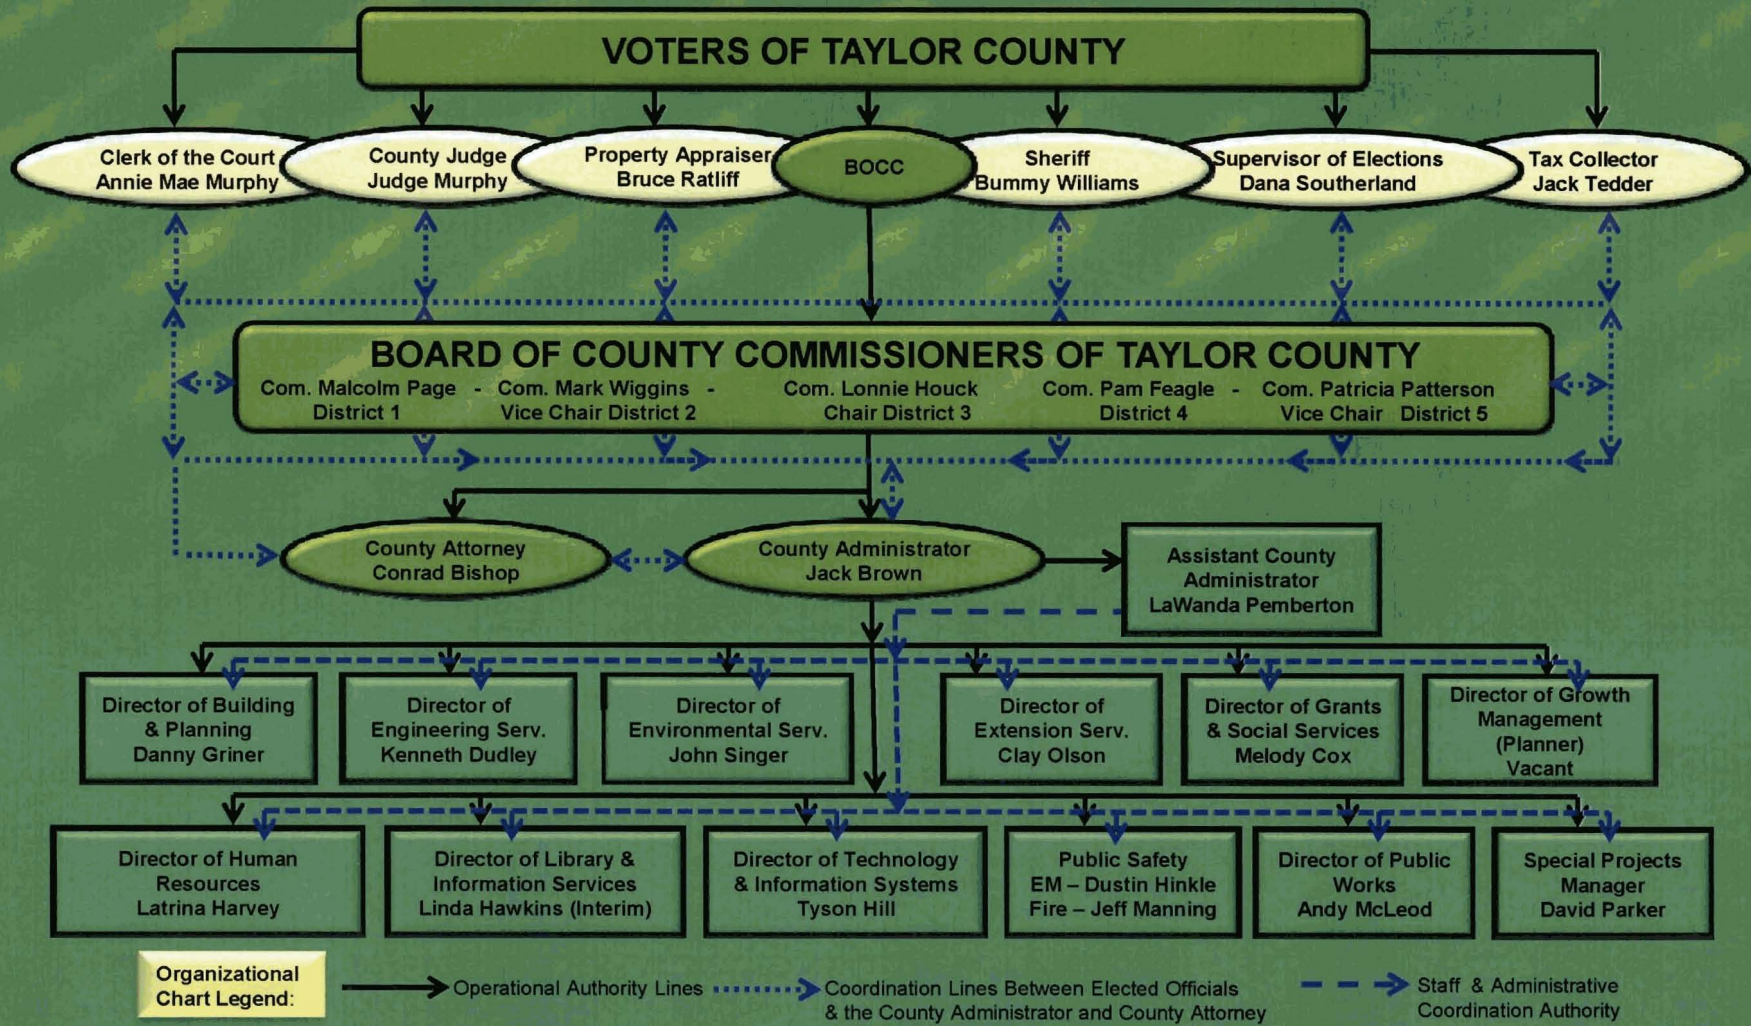 VOTERS OF TAYLOR COUNTY
Clerk of the Court
Annie Mae Murphy
County Judge
Judge Murphy
Property Appraiser
Bruce Ratliff
BOCC
Sheriff
Bummy Williams
Supervisor of Elections
Dana Southerland
Tax Collector
Jack Tedder
BOARD OF COUNTY COMMISSIONERS OF TAYLOR COUNTY
Com. Malcolm Page - Com. Mark Wiggins - Com. Lonnie Houck Com. Pam Feagle - Com. Patricia Patterson
District 1 Vice Chair District 2 Chair District 3 District 4 Vice Chair District 5
County Attorney
Conrad Bishop
County Administrator
Jack Brown
Assistant County
Administrator
LaWanda Pemberton
Director of Building
& Planning
Danny Griner
Director of
Engineering Serv.
Kenneth Dudley
Director of
Environmental Serv.
John Singer
Director of
Extension Serv.
Clay Olson
Director of Grants
& Social Services
Melody Cox
Director of Growth
Management
(Planner)
Vacant
Director of Human
Resources
Latrina Harvey
Director of Library &
Information Services
Linda Hawkins (Interim)
Director of Technology
& Information Systems
Tyson Hill
Public Safety
EM – Dustin Hinkle
Fire – Jeff Manning
Director of Public
Works
Andy McLeod
Special Projects
Manager
David Parker
Organizational
Chart Legend:
Operational Authority Lines
Coordination Lines Between Elected Officials
& the County Administrator and County Attorney
Staff & Administrative
Coordination Authority